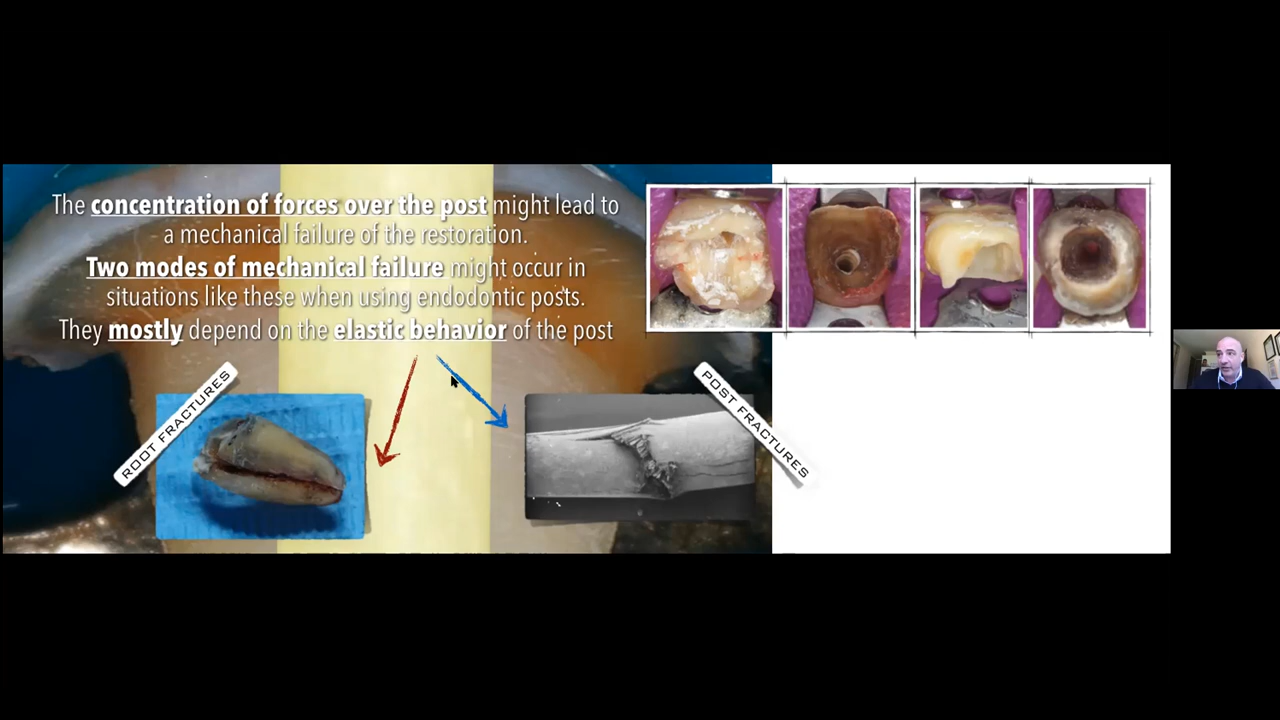 The concentration of forces over the post might lead to
a mechanical failure of the restoration.
Two modes of mechanical failure might occur in
situations like these when using endodontic posts.
They mostly depend on the elastic behavior of the post
ROOT FRACTURES
POST FRACTURES